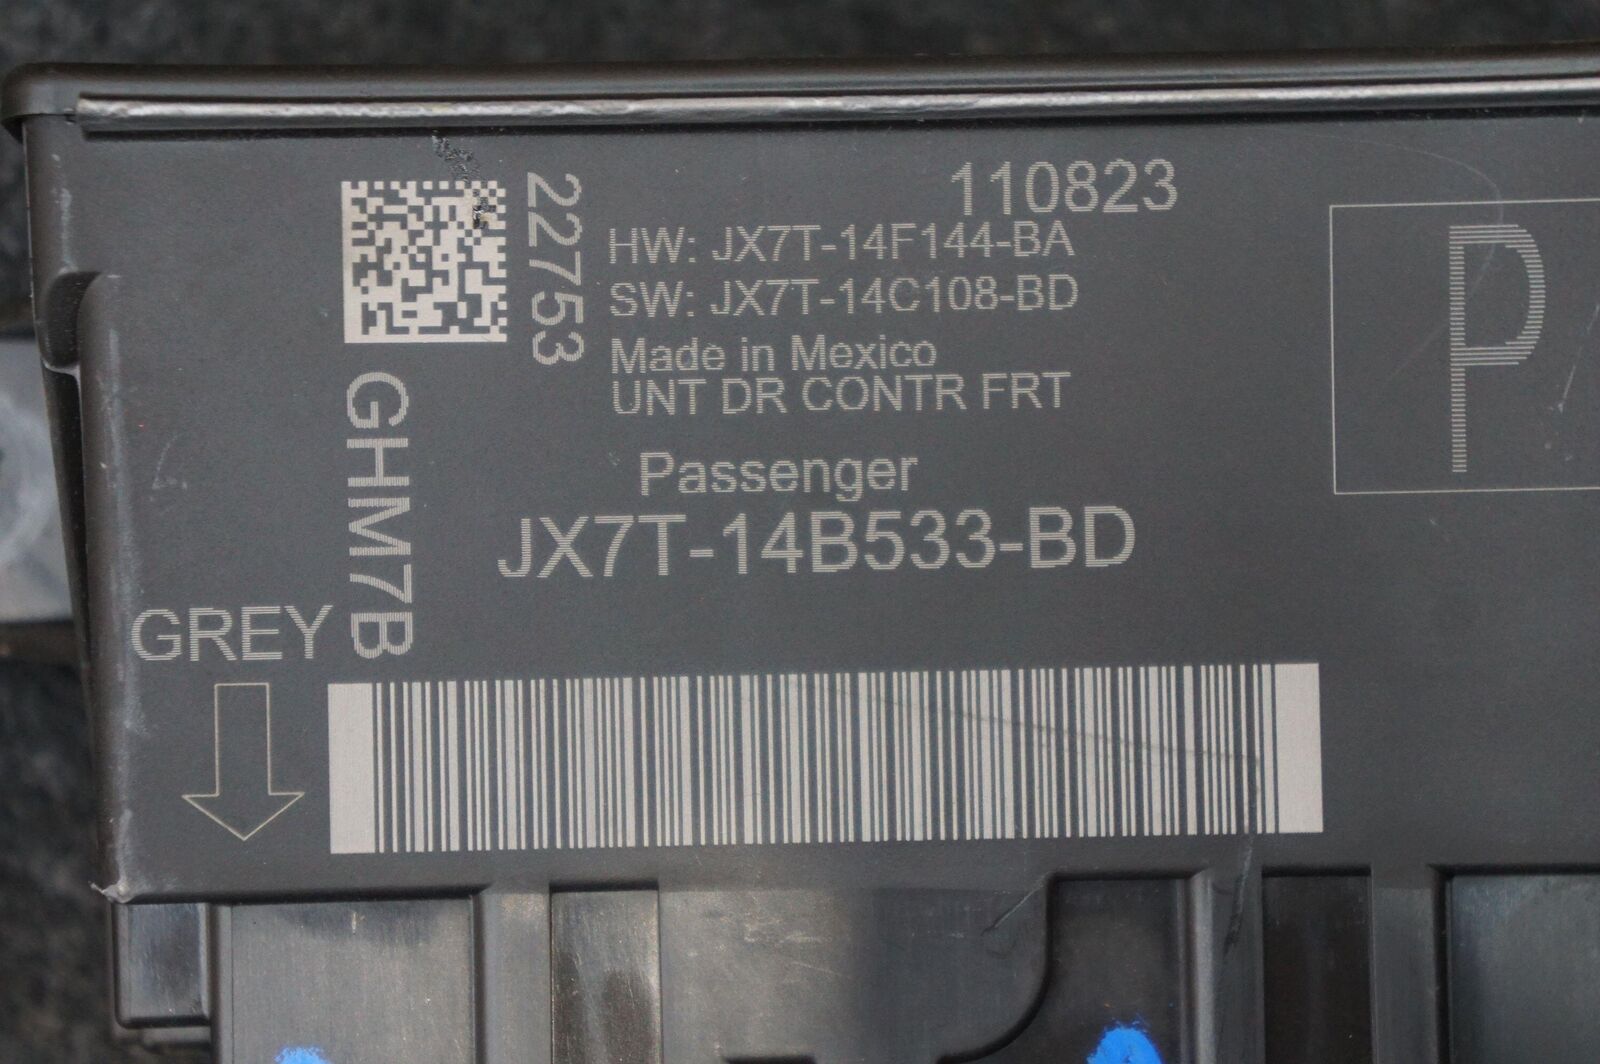 110823
22753
HW: JX7T-14F144-BA
SW: JX7T-14C108-BD
Made in Mexico
UNT DR CONTR FRT
P
GHM7B
Passenger
JX7T-14B533-BD
GREY